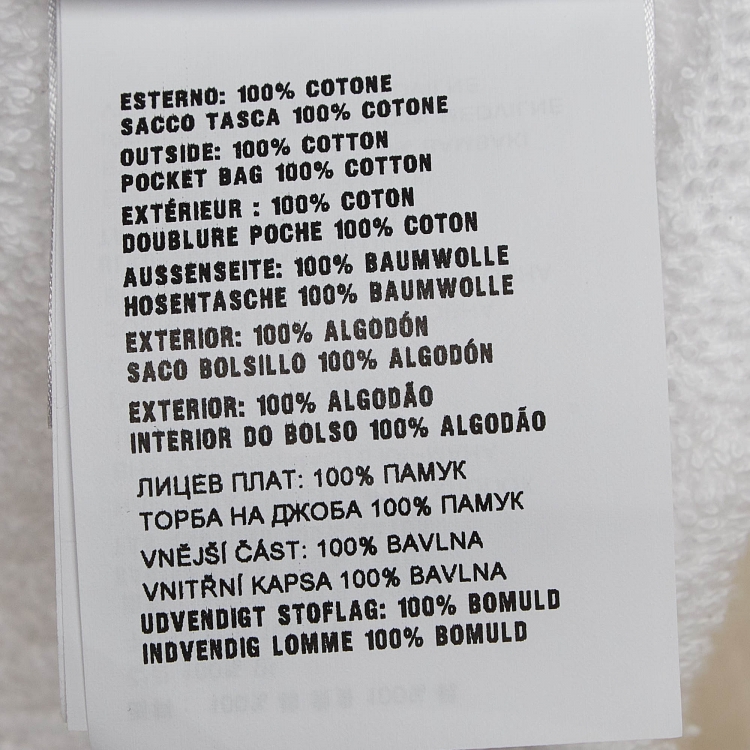 ESTERNO: 100% COTONE
SACCO TASCA 100% COTONE
OUTSIDE: 100% COTTON
POCKET BAG 100% COTTON
EXTÉRIEUR : 100% COTON
DOUBLURE POCHE 100% COTON
AUSSENSEITE: 100% BAUMWOLLE
HOSENTASCHE 100% BAUMWOLLE
EXTERIOR: 100% ALGODÓN
SACO BOLSILLO 100% ALGODÓN
EXTERIOR: 100% ALGODÃO
INTERIOR DO BOLSO 100% ALGODÃO
ЛИЦЕВ ПЛАТ: 100% ПАМУК
ТОРБА НА ДЖОБА 100% ПАМУК
VNĚJŠÍ ČÁST: 100% BAVLNA
VNITŘNÍ KAPSA 100% BAVLNA
UDVENDIGT STOFLAG: 100% BOMULD
INDVENDIG LOMME 100% BOMULD